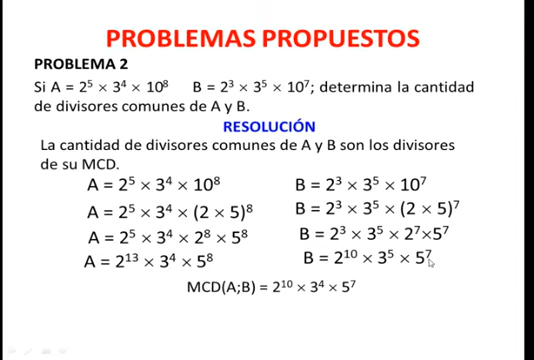 PROBLEMAS PROPUESTOS
PROBLEMA 2
Si A = 2⁵ × 3⁴ × 10⁸ B = 2³ × 3⁵ × 10⁷; determina la cantidad
de divisores comunes de A y B.
RESOLUCIÓN
La cantidad de divisores comunes de A y B son los divisores
de su MCD.
A = 2⁵ × 3⁴ × 10⁸ B = 2³ × 3⁵ × 10⁷
A = 2⁵ × 3⁴ × (2 × 5)⁸ B = 2³ × 3⁵ × (2 × 5)⁷
A = 2⁵ × 3⁴ × 2⁸ × 5⁸ B = 2³ × 3⁵ × 2⁷×5⁷
A = 2¹³ × 3⁴ × 5⁸ B = 2¹⁰ × 3⁵ × 5⁷
MCD(A;B) = 2¹⁰ × 3⁴ × 5⁷